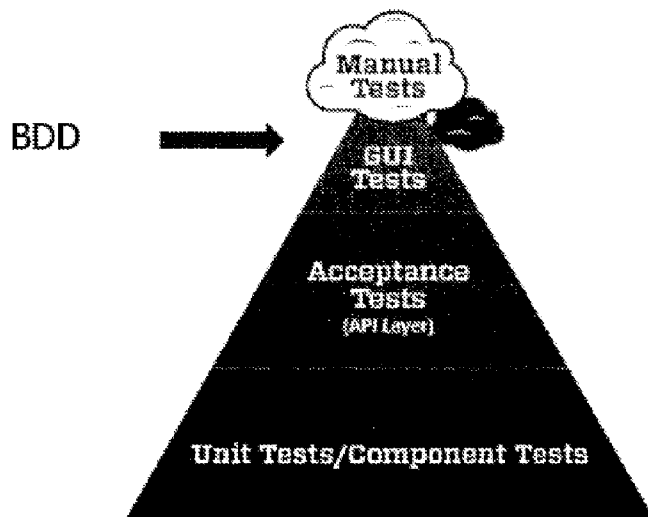 Manual
Tests
BDD
GUI
Tests
Acceptance
Tests
(API Layer)
Unit Tests/Component Tests